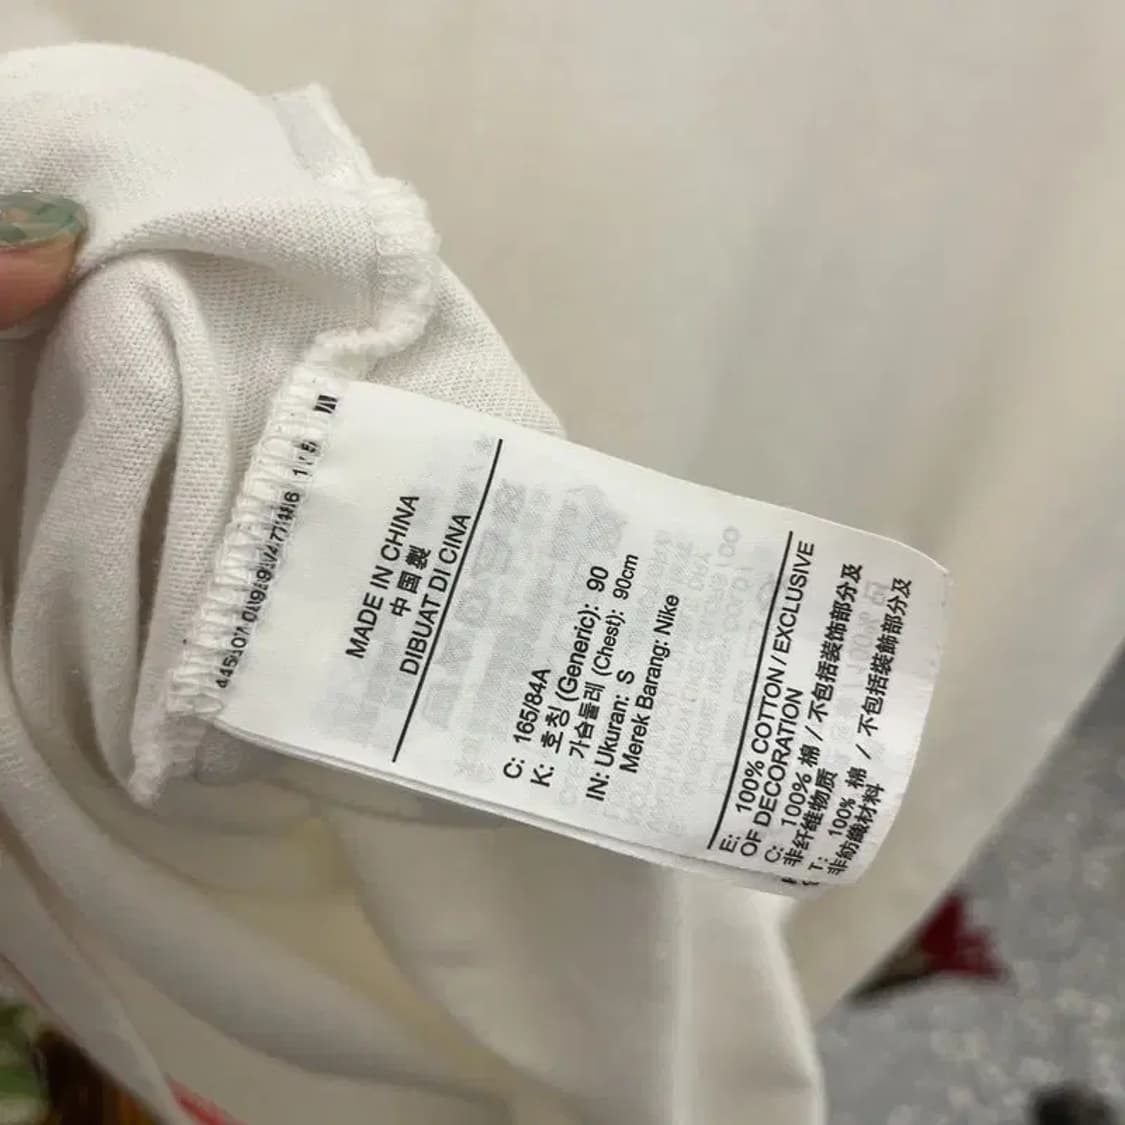 MADE IN CHINA
中国製
DIBUAT DI CINA
C: 165/84A
K: 호칭 (Generic): 90
가슴둘레 (Chest): 90cm
IN: Ukuran: S
Merek Barang: Nike
E: 100% COTTON / EXCLUSIVE
OF DECORATION
C: 100% 棉 / 不包括装饰部分及
非纤维物质
T: 100% 棉 / 不包括裝飾部分及
非紡織材料